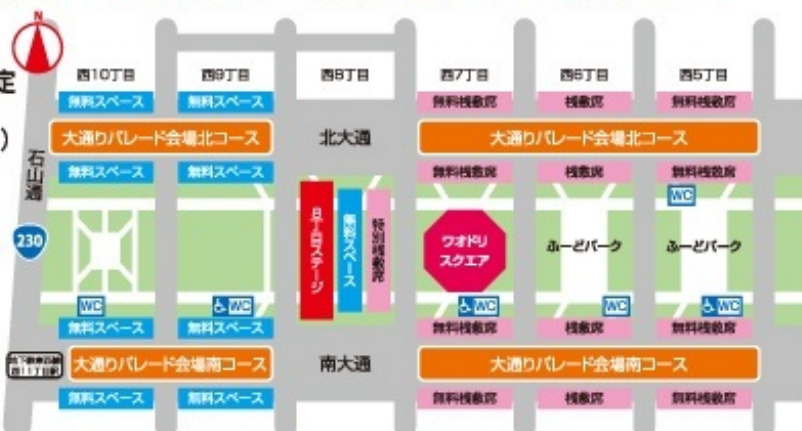 N
定
)
西10丁目
西9丁目
西8丁目
西7丁目
西6丁目
西5丁目
無料スペース
無料スペース
無料桟敷席
桟敷席
無料桟敷席
大通りパレード会場北コース
北大通
大通りパレード会場北コース
無料スペース
無料スペース
無料桟敷席
桟敷席
無料桟敷席
石山通
230
8丁目ステージ
無料スペース
特別桟敷席
ワオドリ
スクエア
ふーどパーク
ふーどパーク
WC
WC
WC
WC
WC
WC
無料スペース
無料スペース
無料桟敷席
桟敷席
無料桟敷席
地下鉄東西線
西11丁目駅
大通りパレード会場南コース
南大通
大通りパレード会場南コース
無料スペース
無料スペース
無料桟敷席
桟敷席
無料桟敷席